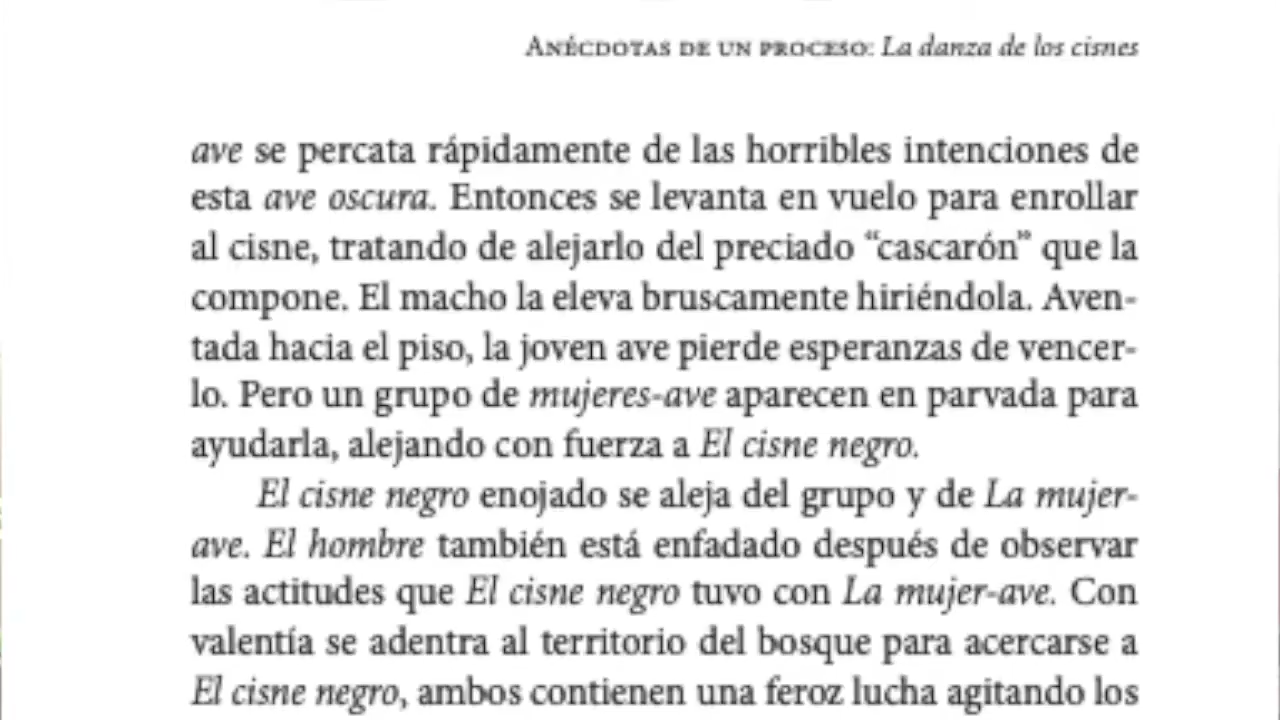 ANÉCDOTAS DE UN PROCESO: La danza de los cisnes
ave se percata rápidamente de las horribles intenciones de
esta ave oscura. Entonces se levanta en vuelo para enrollar
al cisne, tratando de alejarlo del preciado “cascarón” que la
compone. El macho la eleva bruscamente hiriéndola. Aven-
tada hacia el piso, la joven ave pierde esperanzas de vencer-
lo. Pero un grupo de mujeres-ave aparecen en parvada para
ayudarla, alejando con fuerza a El cisne negro.
El cisne negro enojado se aleja del grupo y de La mujer-
ave. El hombre también está enfadado después de observar
las actitudes que El cisne negro tuvo con La mujer-ave. Con
valentía se adentra al territorio del bosque para acercarse a
El cisne negro, ambos contienen una feroz lucha agitando los